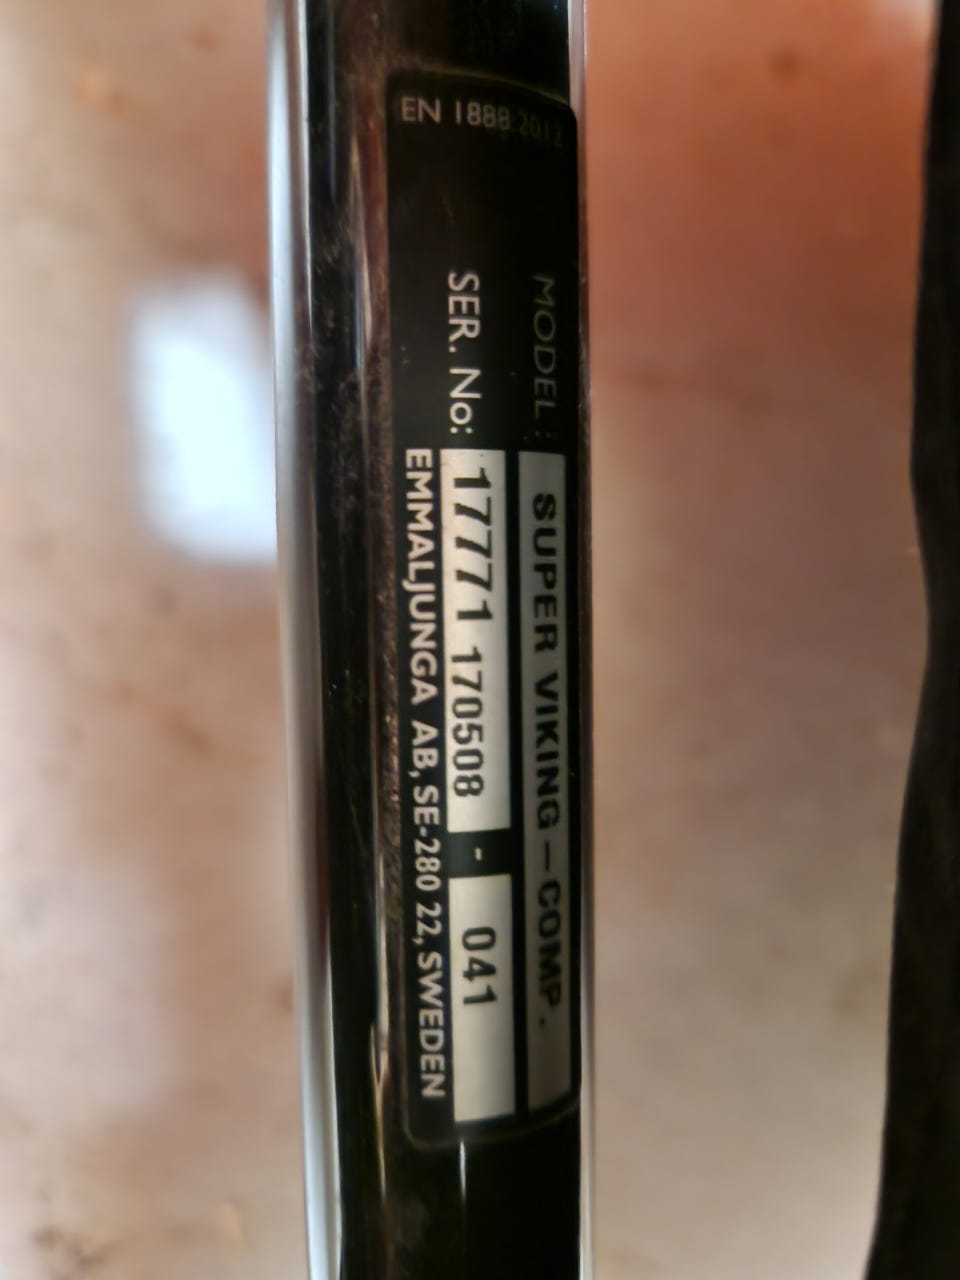 EN 1888:2012
MODEL: SUPER VIKING-COMP.
SER. No: 17771 170508 - 041
EMMALJUNGA AB, SE-280 22, SWEDEN